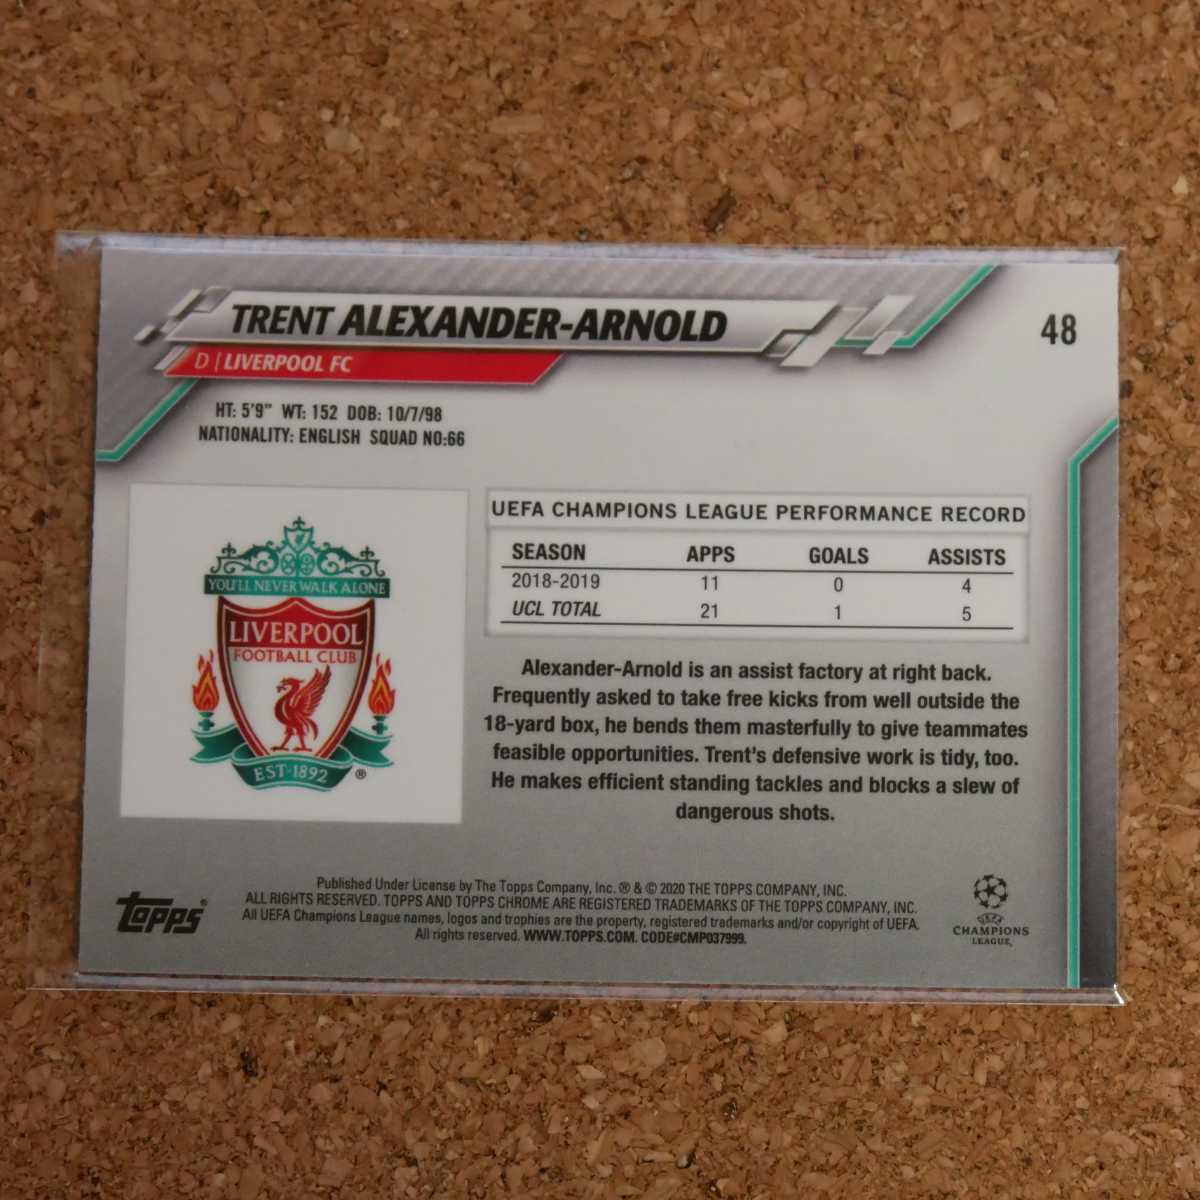 TRENT ALEXANDER-ARNOLD
48
D | LIVERPOOL FC
HT: 5'9" WT: 152 DOB: 10/7/98
NATIONALITY: ENGLISH SQUAD NO:66
YOU'LL NEVER WALK ALONE
LIVERPOOL
FOOTBALL CLUB
EST·1892 ®
UEFA CHAMPIONS LEAGUE PERFORMANCE RECORD
SEASON APPS GOALS ASSISTS
2018-2019 11 0 4
UCL TOTAL 21 1 5
Alexander-Arnold is an assist factory at right back.
Frequently asked to take free kicks from well outside the
18-yard box, he bends them masterfully to give teammates
feasible opportunities. Trent's defensive work is tidy, too.
He makes efficient standing tackles and blocks a slew of
dangerous shots.
topps®
Published Under License by The Topps Company, Inc. ® & © 2020 THE TOPPS COMPANY, INC.
ALL RIGHTS RESERVED. TOPPS AND TOPPS CHROME ARE REGISTERED TRADEMARKS OF THE TOPPS COMPANY, INC.
All UEFA Champions League names, logos and trophies are the property, registered trademarks and/or copyright of UEFA.
All rights reserved. WWW.TOPPS.COM. CODE#CMP037999.
UEFA
CHAMPIONS
LEAGUE